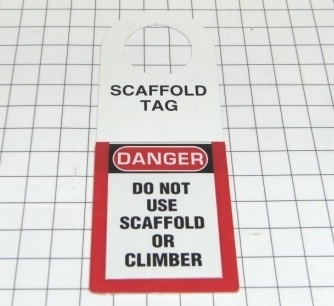 SCAFFOLD
TAG
DANGER
DO NOT
USE
SCAFFOLD
OR
CLIMBER